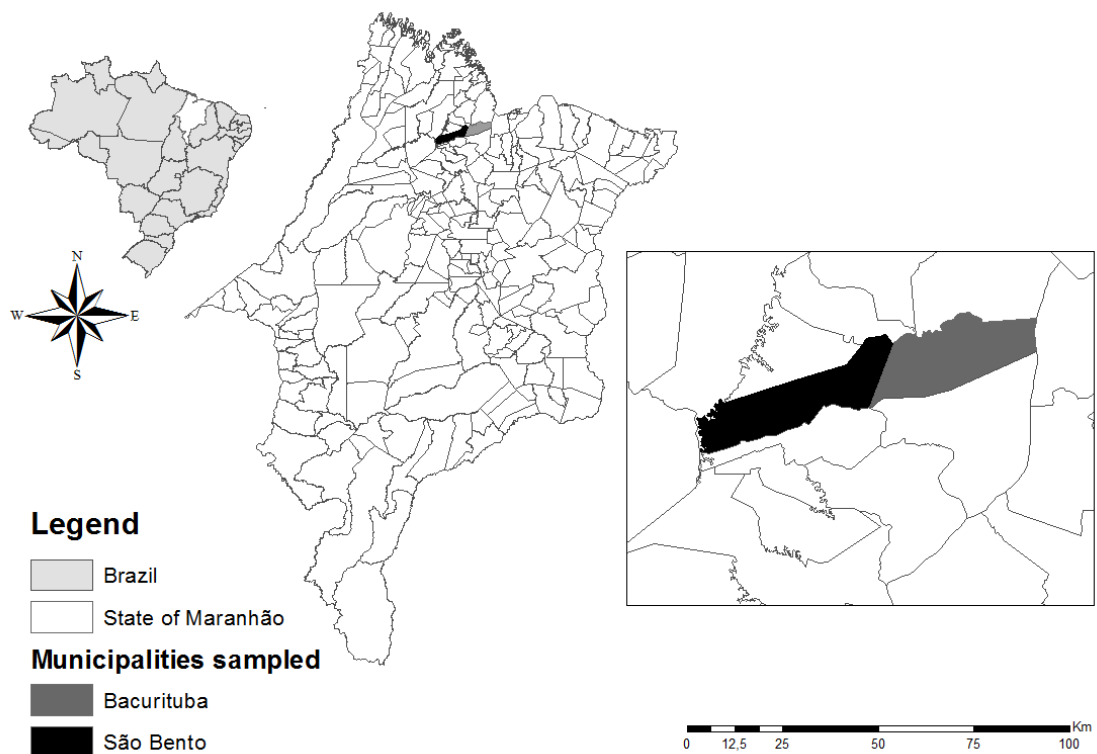 N
W
E
S
Legend
Brazil
State of Maranhão
Municipalities sampled
Bacurituba
São Bento
Km
0 12,5 25 50 75 100